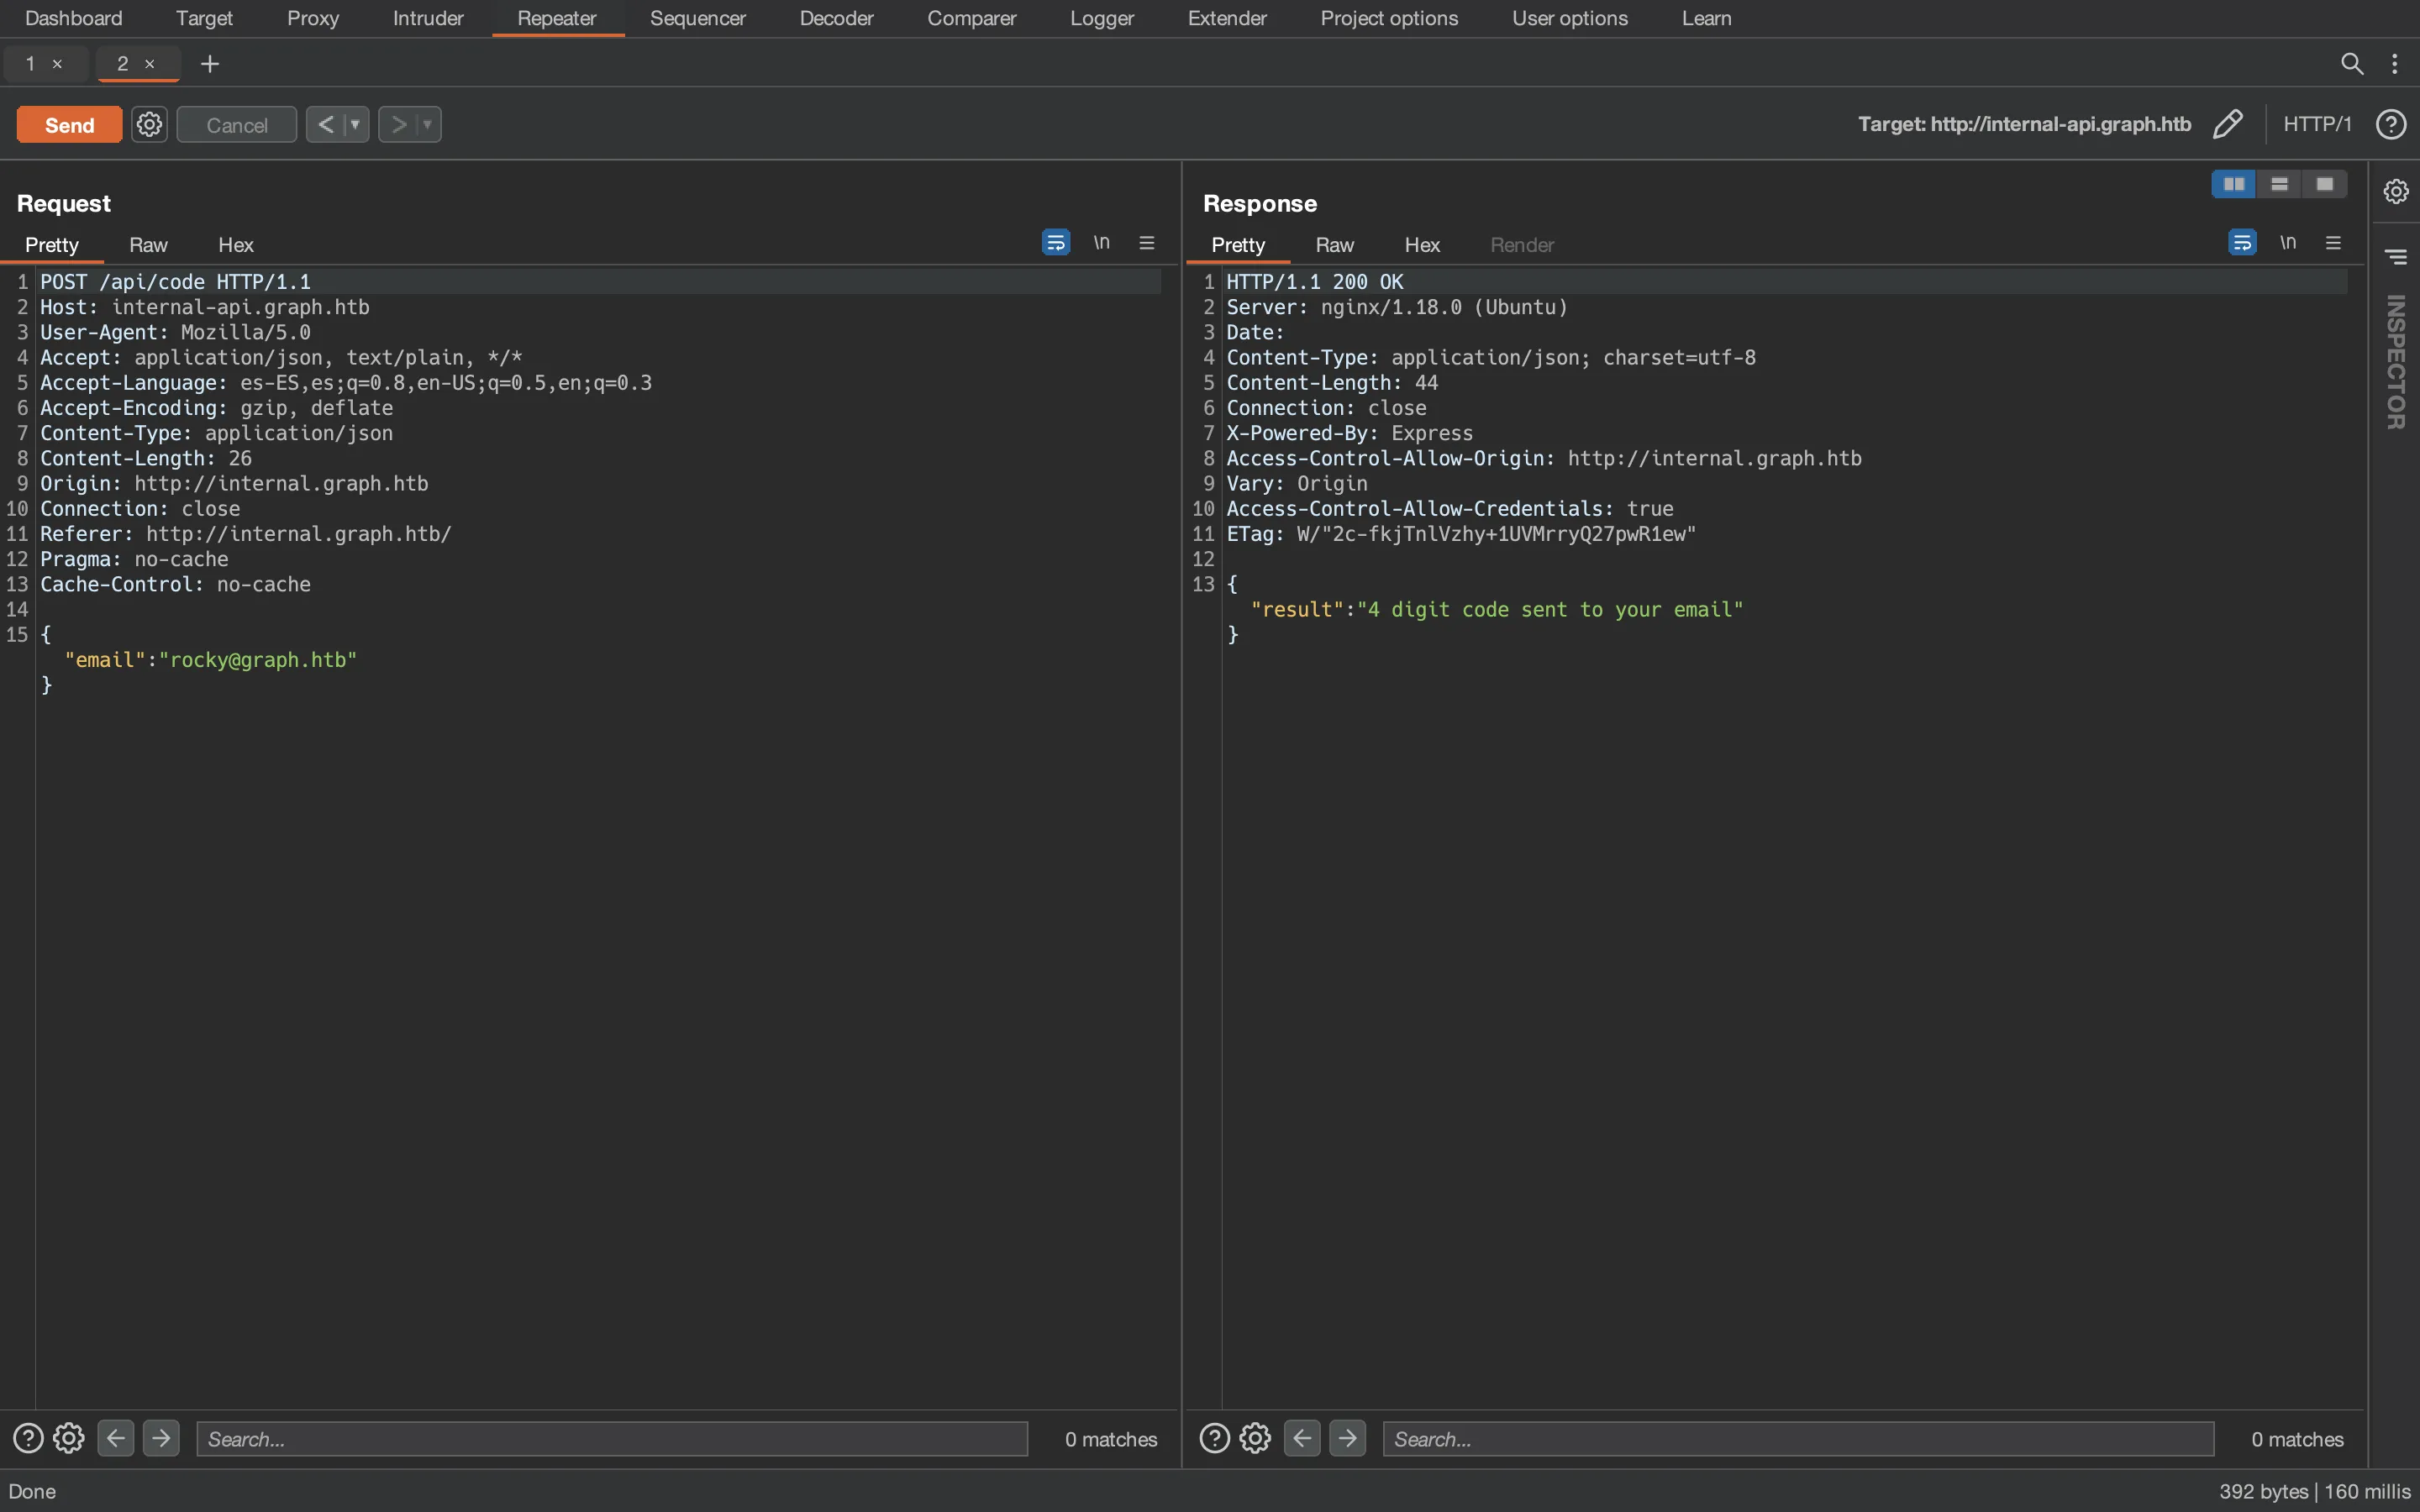 Dashboard Target Proxy Intruder Repeater Sequencer Decoder Comparer Logger Extender Project options User options Learn
1 × 2 × +
Send Cancel < ▼ > ▼ Target: http://internal-api.graph.htb HTTP/1 ?
Request
Pretty Raw Hex \n
1 POST /api/code HTTP/1.1
2 Host: internal-api.graph.htb
3 User-Agent: Mozilla/5.0
4 Accept: application/json, text/plain, */*
5 Accept-Language: es-ES,es;q=0.8,en-US;q=0.5,en;q=0.3
6 Accept-Encoding: gzip, deflate
7 Content-Type: application/json
8 Content-Length: 26
9 Origin: http://internal.graph.htb
10 Connection: close
11 Referer: http://internal.graph.htb/
12 Pragma: no-cache
13 Cache-Control: no-cache
14
15 {
"email":"rocky@graph.htb"
}
? Search... 0 matches
Response
Pretty Raw Hex Render \n
1 HTTP/1.1 200 OK
2 Server: nginx/1.18.0 (Ubuntu)
3 Date:
4 Content-Type: application/json; charset=utf-8
5 Content-Length: 44
6 Connection: close
7 X-Powered-By: Express
8 Access-Control-Allow-Origin: http://internal.graph.htb
9 Vary: Origin
10 Access-Control-Allow-Credentials: true
11 ETag: W/"2c-fkjTnlVzhy+1UVMrryQ27pwR1ew"
12
13 {
"result":"4 digit code sent to your email"
}
? Search... 0 matches
INSPECTOR
Done 392 bytes | 160 millis